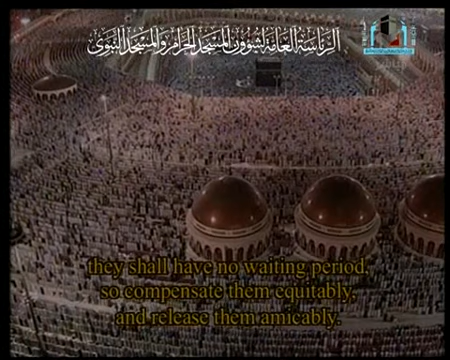 الرئاسة العامة لشؤون المسجد الحرام والمسجد النبوي
they shall have no waiting period,
so compensate them equitably,
and release them amicably.